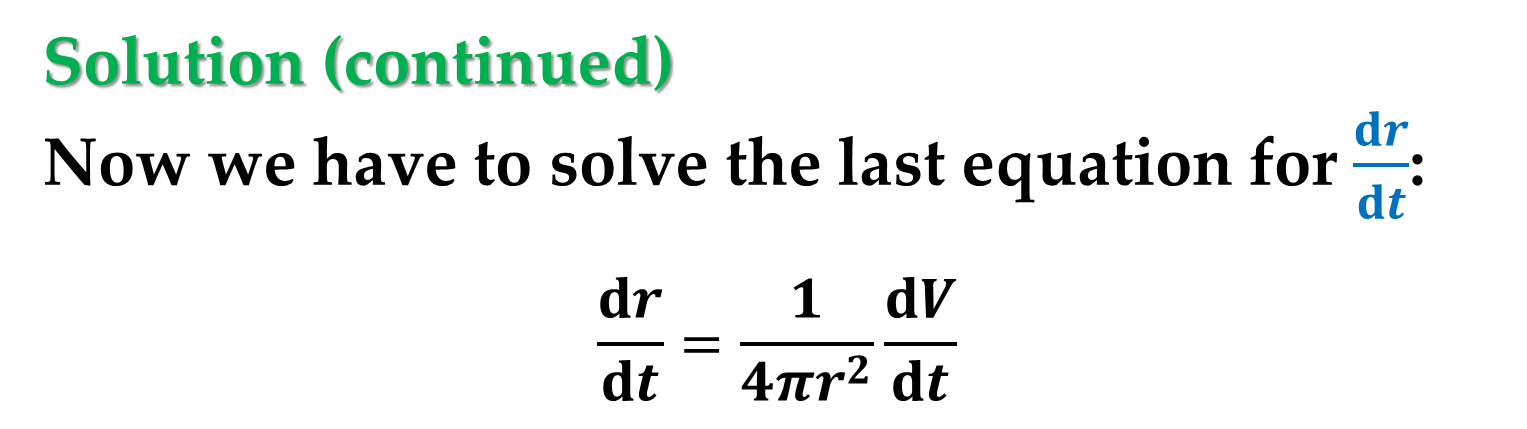 Solution (continued)
Now we have to solve the last equation for dr/dt:
dr/dt = 1/4πr² dV/dt